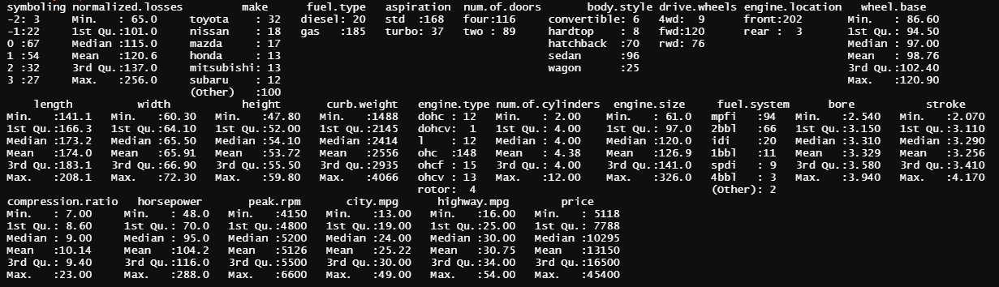 symboling normalized.losses         make       fuel.type   aspiration  num.of.doors       body.style drive.wheels engine.location   wheel.base
-2: 3   Min.   : 65.0     toyota    : 32   diesel: 20   std  :168   four:116     convertible: 6   4wd:  9      front:202       Min.   : 86.60
-1:22   1st Qu.:101.0     nissan    : 18   gas   :185   turbo: 37   two : 89     hardtop    : 8   fwd:120      rear :  3       1st Qu.: 94.50
0 :67   Median :115.0     mazda     : 17   hatchback  :70   rwd: 76   Median : 97.00
1 :54   Mean   :120.6     honda     : 13   sedan      :96   Mean   : 98.76
2 :32   3rd Qu.:137.0     mitsubishi: 13   wagon      :25   3rd Qu.:102.40
3 :27   Max.   :256.0     subaru    : 12   Max.   :120.90
(Other)   :100
length          width           height       curb.weight   engine.type num.of.cylinders  engine.size     fuel.system      bore           stroke
Min.   :141.1   Min.   :60.30   Min.   :47.80   Min.   :1488   dohc : 12   Min.   : 2.00    Min.   : 61.0   mpfi   :94   Min.   :2.540   Min.   :2.070
1st Qu.:166.3   1st Qu.:64.10   1st Qu.:52.00   1st Qu.:2145   dohcv:  1   1st Qu.: 4.00    1st Qu.: 97.0   2bbl   :66   1st Qu.:3.150   1st Qu.:3.110
Median :173.2   Median :65.50   Median :54.10   Median :2414   l    : 12   Median : 4.00    Median :120.0   idi    :20   Median :3.310   Median :3.290
Mean   :174.0   Mean   :65.91   Mean   :53.72   Mean   :2556   ohc  :148   Mean   : 4.38    Mean   :126.9   1bbl   :11   Mean   :3.329   Mean   :3.256
3rd Qu.:183.1   3rd Qu.:66.90   3rd Qu.:55.50   3rd Qu.:2935   ohcf : 15   3rd Qu.: 4.00    3rd Qu.:141.0   spdi   : 9   3rd Qu.:3.580   3rd Qu.:3.410
Max.   :208.1   Max.   :72.30   Max.   :59.80   Max.   :4066   ohcv : 13   Max.   :12.00    Max.   :326.0   4bbl   : 3   Max.   :3.940   Max.   :4.170
rotor:  4   (Other): 2
compression.ratio   horsepower       peak.rpm       city.mpg      highway.mpg        price
Min.   : 7.00     Min.   : 48.0   Min.   :4150   Min.   :13.00   Min.   :16.00   Min.   : 5118
1st Qu.: 8.60     1st Qu.: 70.0   1st Qu.:4800   1st Qu.:19.00   1st Qu.:25.00   1st Qu.: 7788
Median : 9.00     Median : 95.0   Median :5200   Median :24.00   Median :30.00   Median :10295
Mean   :10.14     Mean   :104.2   Mean   :5126   Mean   :25.22   Mean   :30.75   Mean   :13150
3rd Qu.: 9.40     3rd Qu.:116.0   3rd Qu.:5500   3rd Qu.:30.00   3rd Qu.:34.00   3rd Qu.:16500
Max.   :23.00     Max.   :288.0   Max.   :6600   Max.   :49.00   Max.   :54.00   Max.   :45400